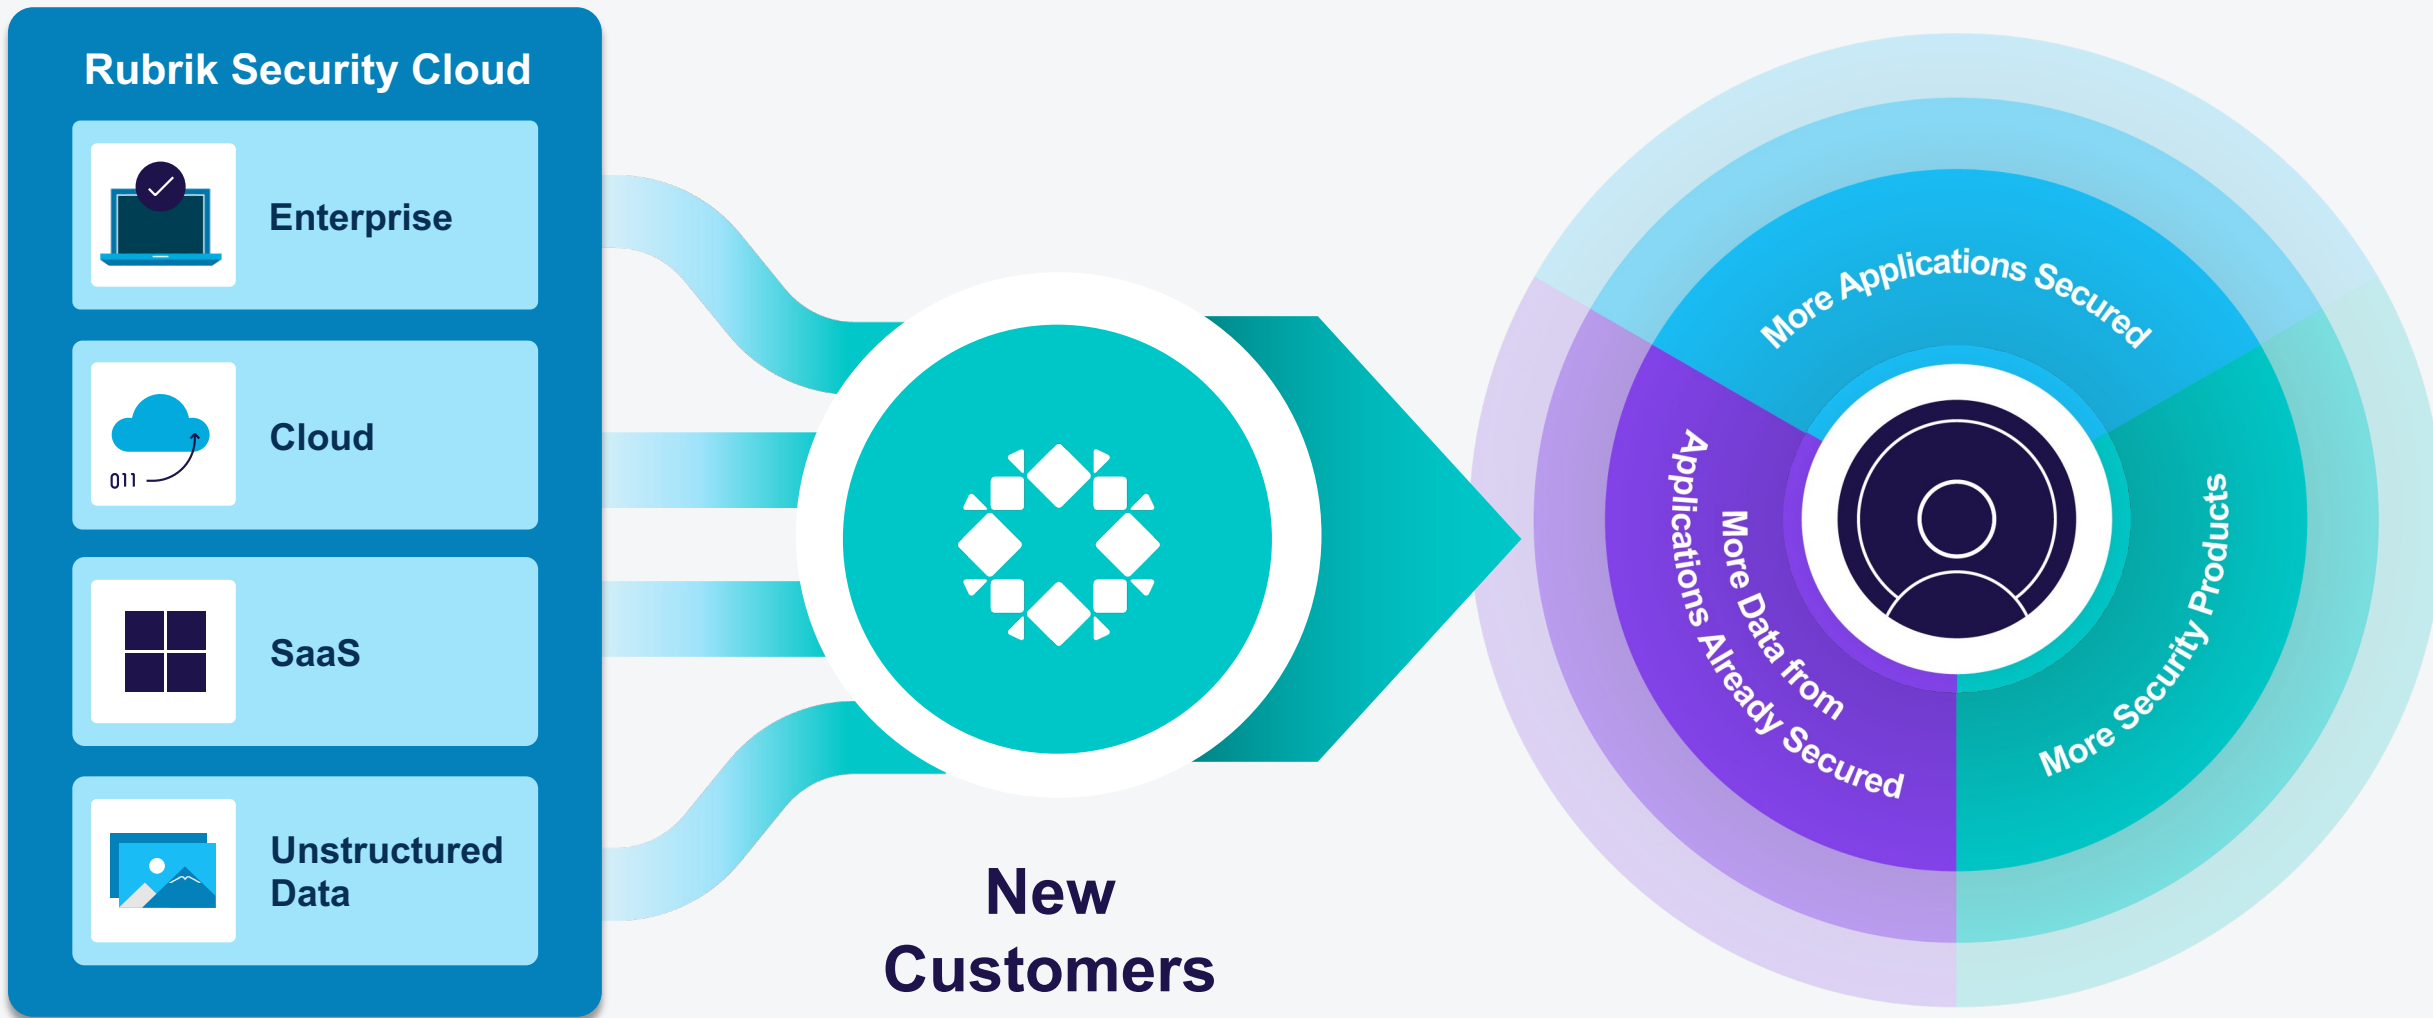 Rubrik Security Cloud
Enterprise
Cloud
011
SaaS
Unstructured
Data
New
Customers
More Applications Secured
More Data from
Applications Already Secured
More Security Products